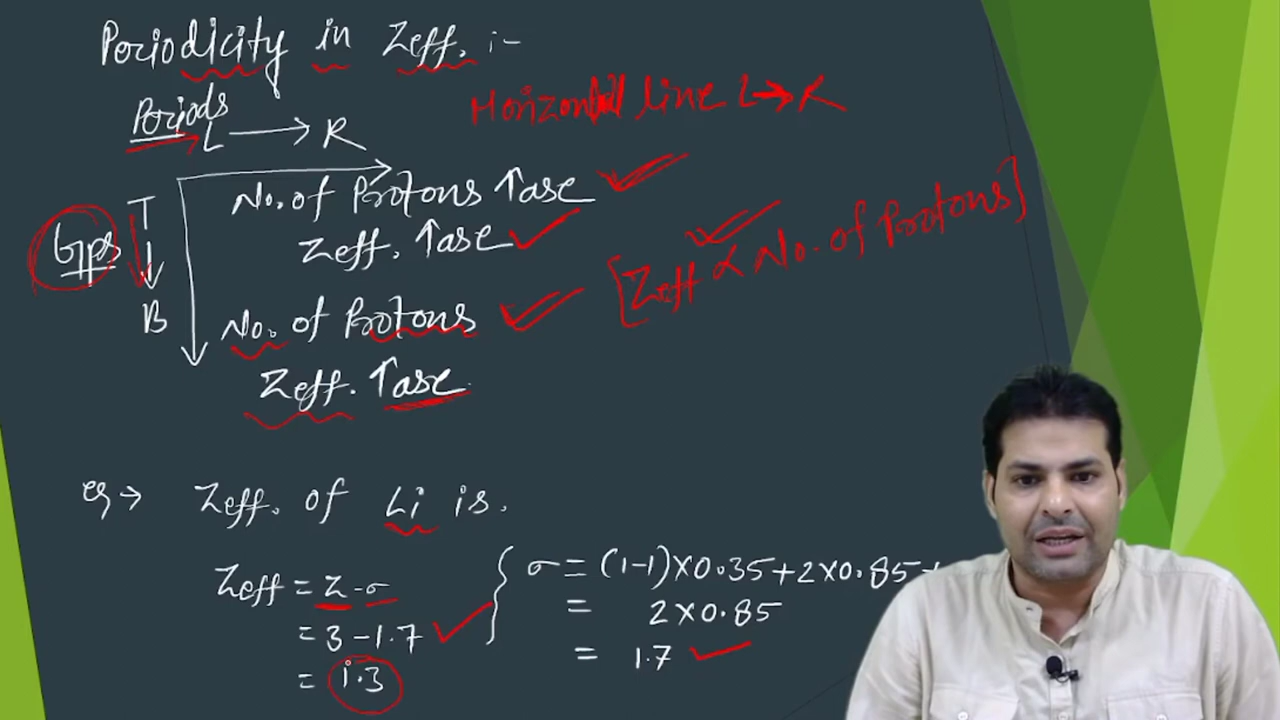 Periodicity in Zeff. :-
Periods
L → R
Horizontal line L → R
No. of Protons ↑ase
Zeff. ↑ase
[Zeff ∝ No. of Protons]
Gps
T
↓
B
No. of Protons
Zeff. ↑ase.
eg → Zeff. of Li is.
Zeff = Z - σ
= 3 - 1.7
= 1.3
σ = (1-1)×0.35+2×0.85+
= 2×0.85
= 1.7